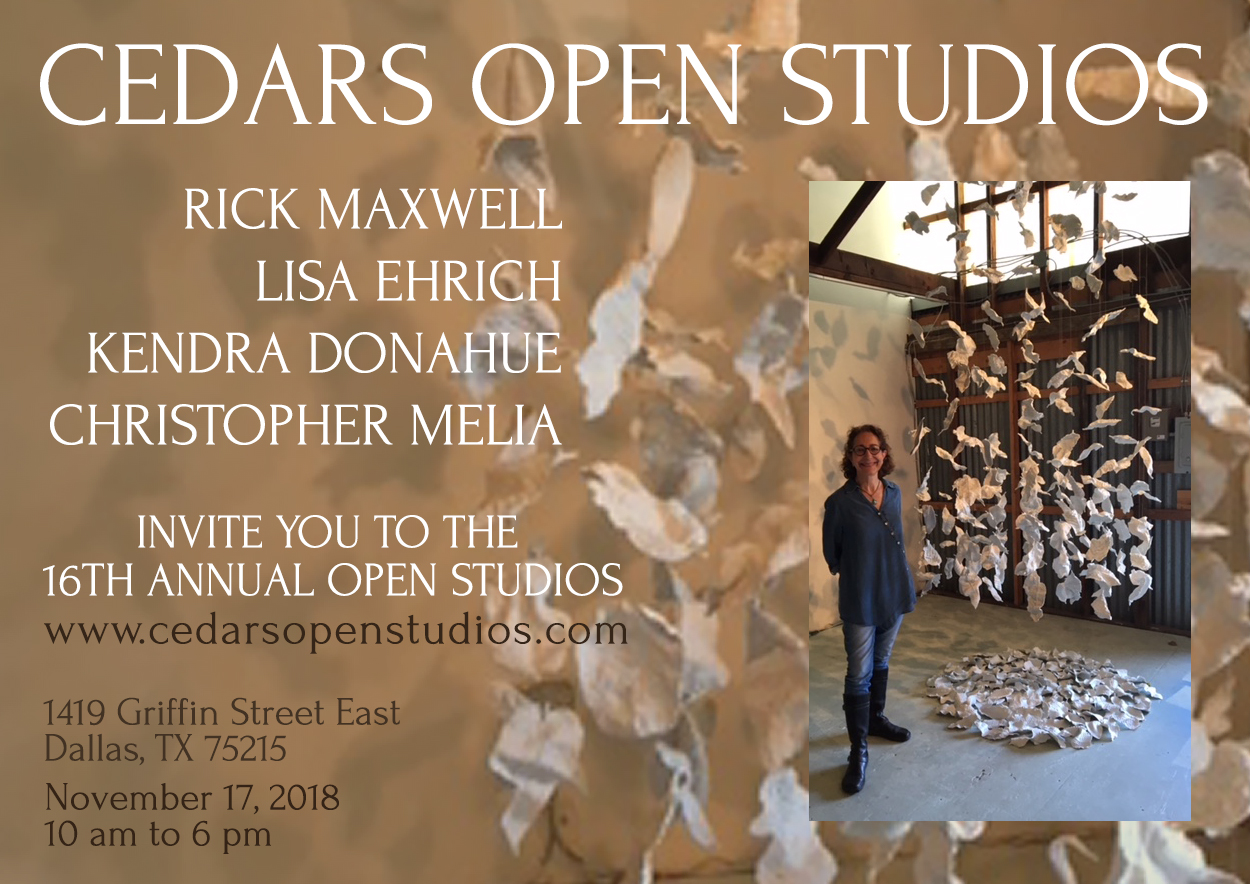 CEDARS OPEN STUDIOS
RICK MAXWELL
LISA EHRICH
KENDRA DONAHUE
CHRISTOPHER MELIA
INVITE YOU TO THE
16TH ANNUAL OPEN STUDIOS
www.cedarsopenstudios.com
1419 Griffin Street East
Dallas, TX 75215
November 17, 2018
10 am to 6 pm